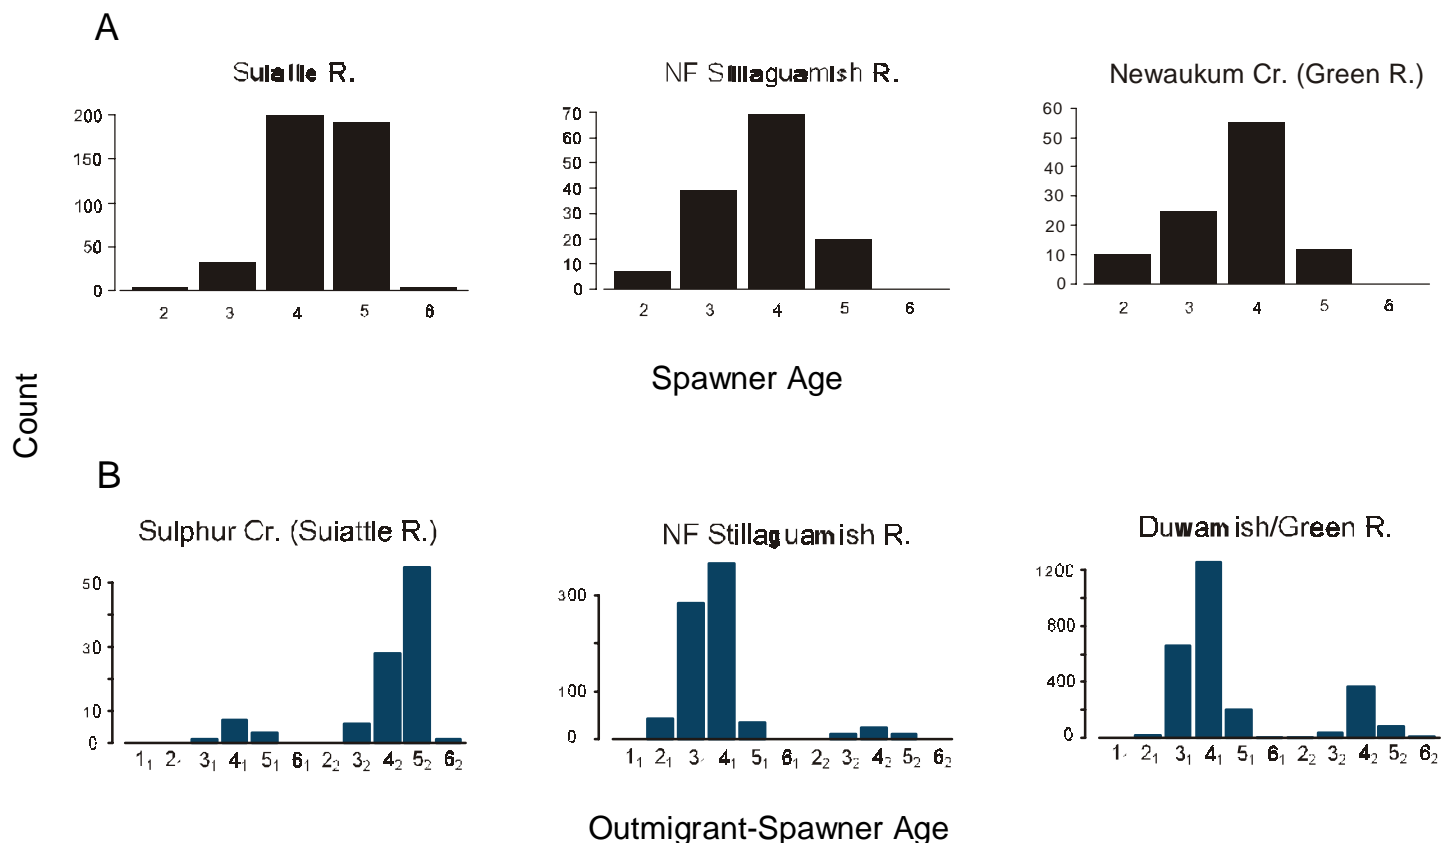 A
Suiattle R.
NF Stillaguamish R.
Newaukum Cr. (Green R.)
200
150
100
50
0
2 3 4 5 6
70
60
50
40
30
20
10
0
2 3 4 5 6
60
50
40
30
20
10
0
2 3 4 5 6
Spawner Age
Count
B
Sulphur Cr. (Suiattle R.)
NF Stillaguamish R.
Duwamish/Green R.
50
30
10
0
1₁ 2₁ 3₁ 4₁ 5₁ 6₁ 2₂ 3₂ 4₂ 5₂ 6₂
300
100
0
1₁ 2₁ 3₁ 4₁ 5₁ 6₁ 2₂ 3₂ 4₂ 5₂ 6₂
1200
800
400
0
1₁ 2₁ 3₁ 4₁ 5₁ 6₁ 2₂ 3₂ 4₂ 5₂ 6₂
Outmigrant-Spawner Age